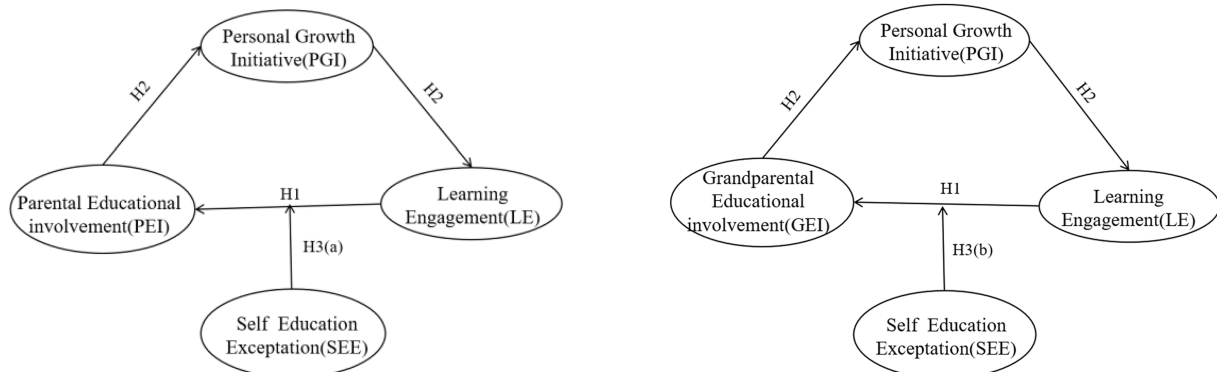 Personal Growth
Initiative(PGI)
H2
H2
Parental Educational
involvement(PEI)
H1
Learning
Engagement(LE)
H3(a)
Self Education
Exceptation(SEE)
Personal Growth
Initiative(PGI)
H2
H2
Grandparental
Educational
involvement(GEI)
H1
Learning
Engagement(LE)
H3(b)
Self Education
Exceptation(SEE)